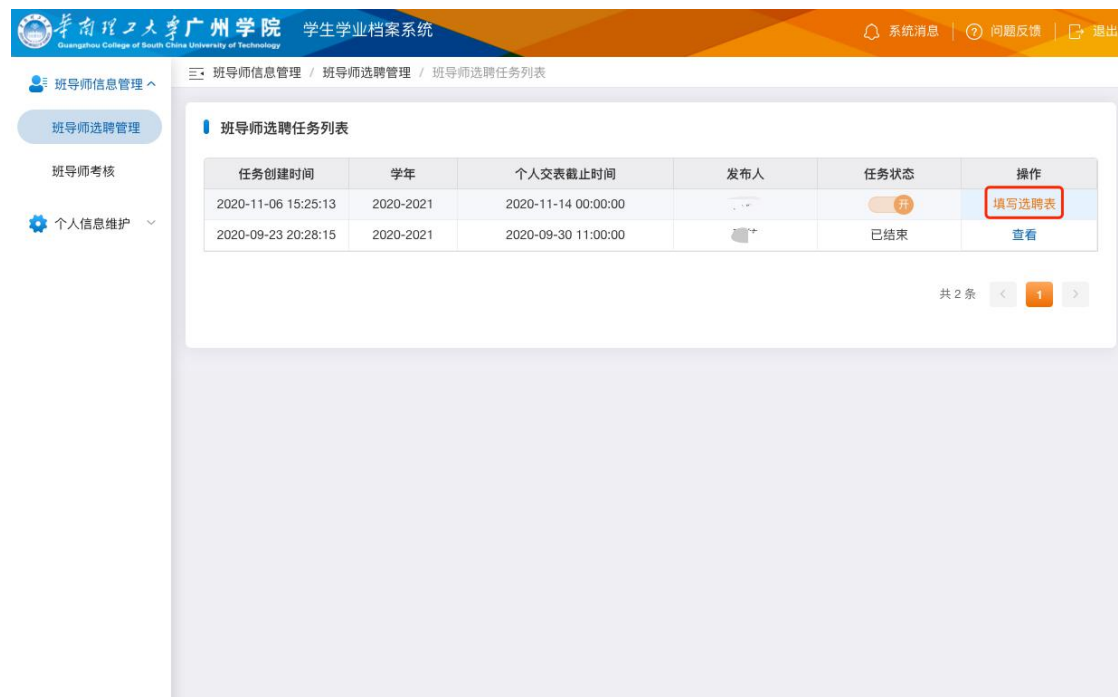 华南理工大学广州学院 学生学业档案系统 系统消息 问题反馈 退出
Guangzhou College of South China University of Technology
班导师信息管理 / 班导师选聘管理 / 班导师选聘任务列表
班导师信息管理
班导师选聘管理
班导师考核
个人信息维护
班导师选聘任务列表
任务创建时间 学年 个人交表截止时间 发布人 任务状态 操作
2020-11-06 15:25:13 2020-2021 2020-11-14 00:00:00 开 填写选聘表
2020-09-23 20:28:15 2020-2021 2020-09-30 11:00:00 已结束 查看
共 2 条 < 1 >